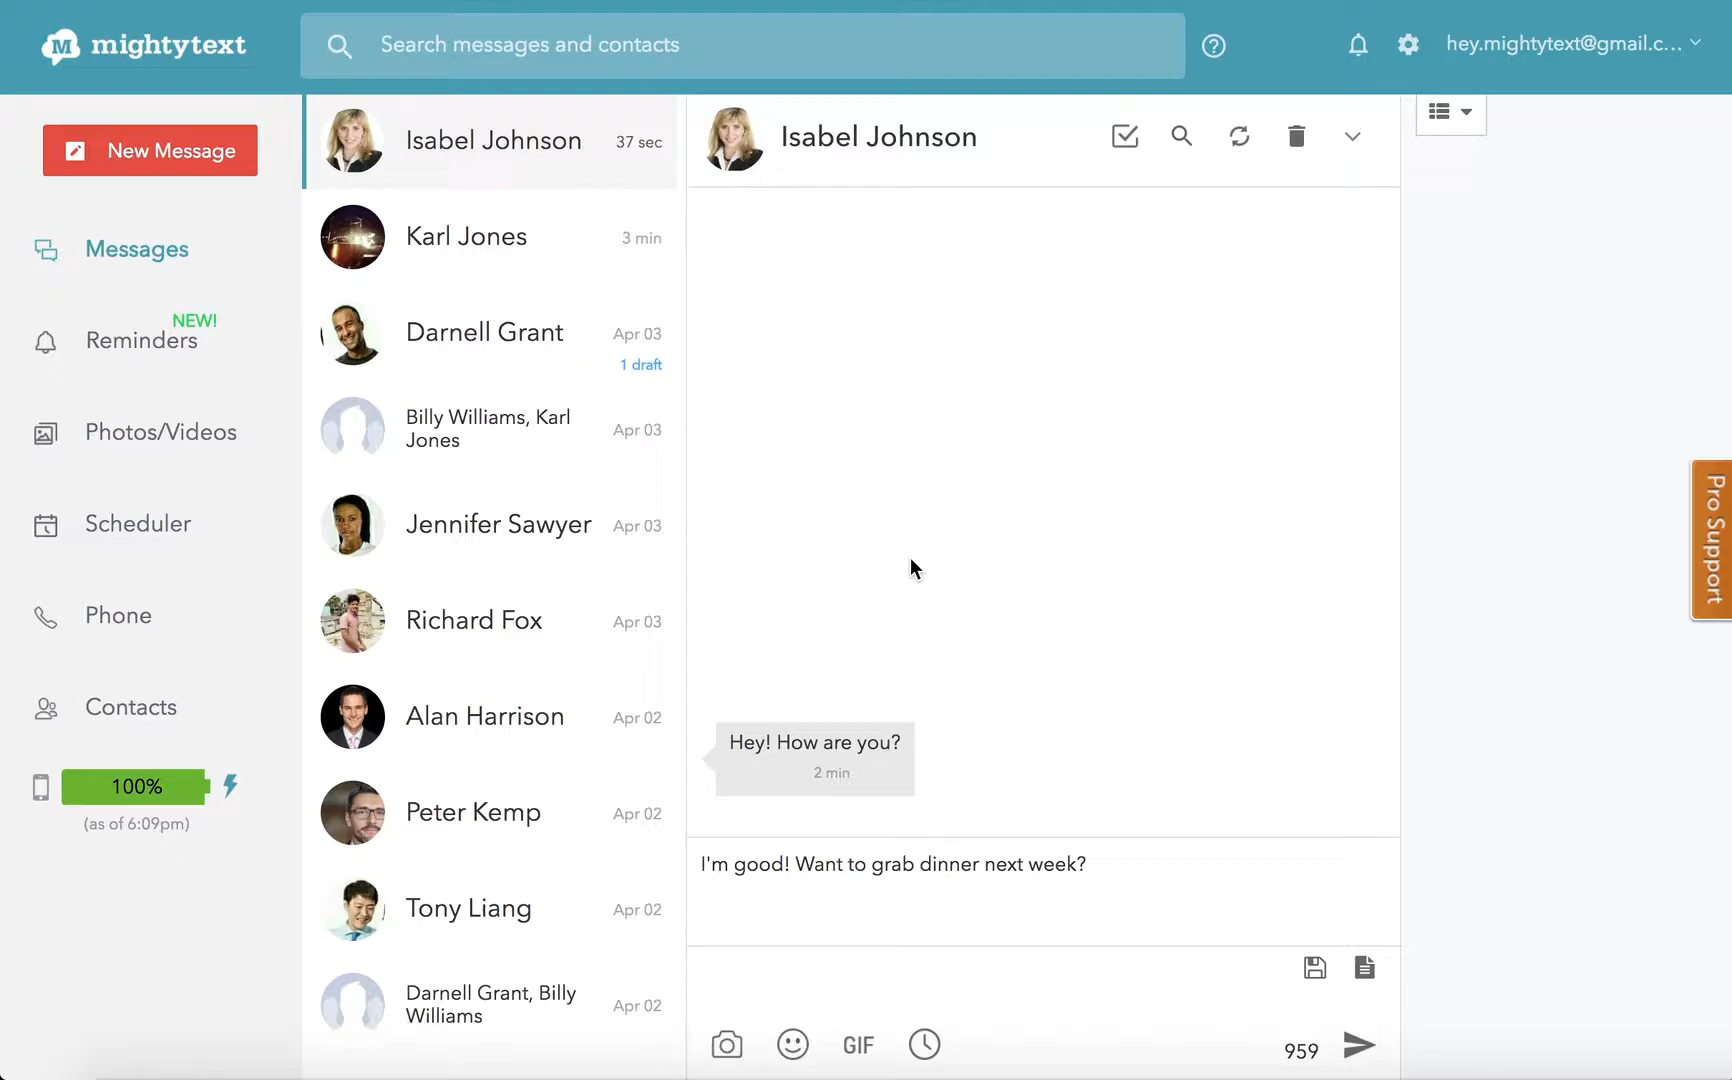 mightytext
Search messages and contacts
hey.mightytext@gmail.c...
New Message
Messages
NEW!
Reminders
Photos/Videos
Scheduler
Phone
Contacts
100%
(as of 6:09pm)
Isabel Johnson
37 sec
Karl Jones
3 min
Darnell Grant
Apr 03
1 draft
Billy Williams, Karl
Jones
Apr 03
Jennifer Sawyer
Apr 03
Richard Fox
Apr 03
Alan Harrison
Apr 02
Peter Kemp
Apr 02
Tony Liang
Apr 02
Darnell Grant, Billy
Williams
Apr 02
Isabel Johnson
Hey! How are you?
2 min
I'm good! Want to grab dinner next week?
GIF
959
Pro Support